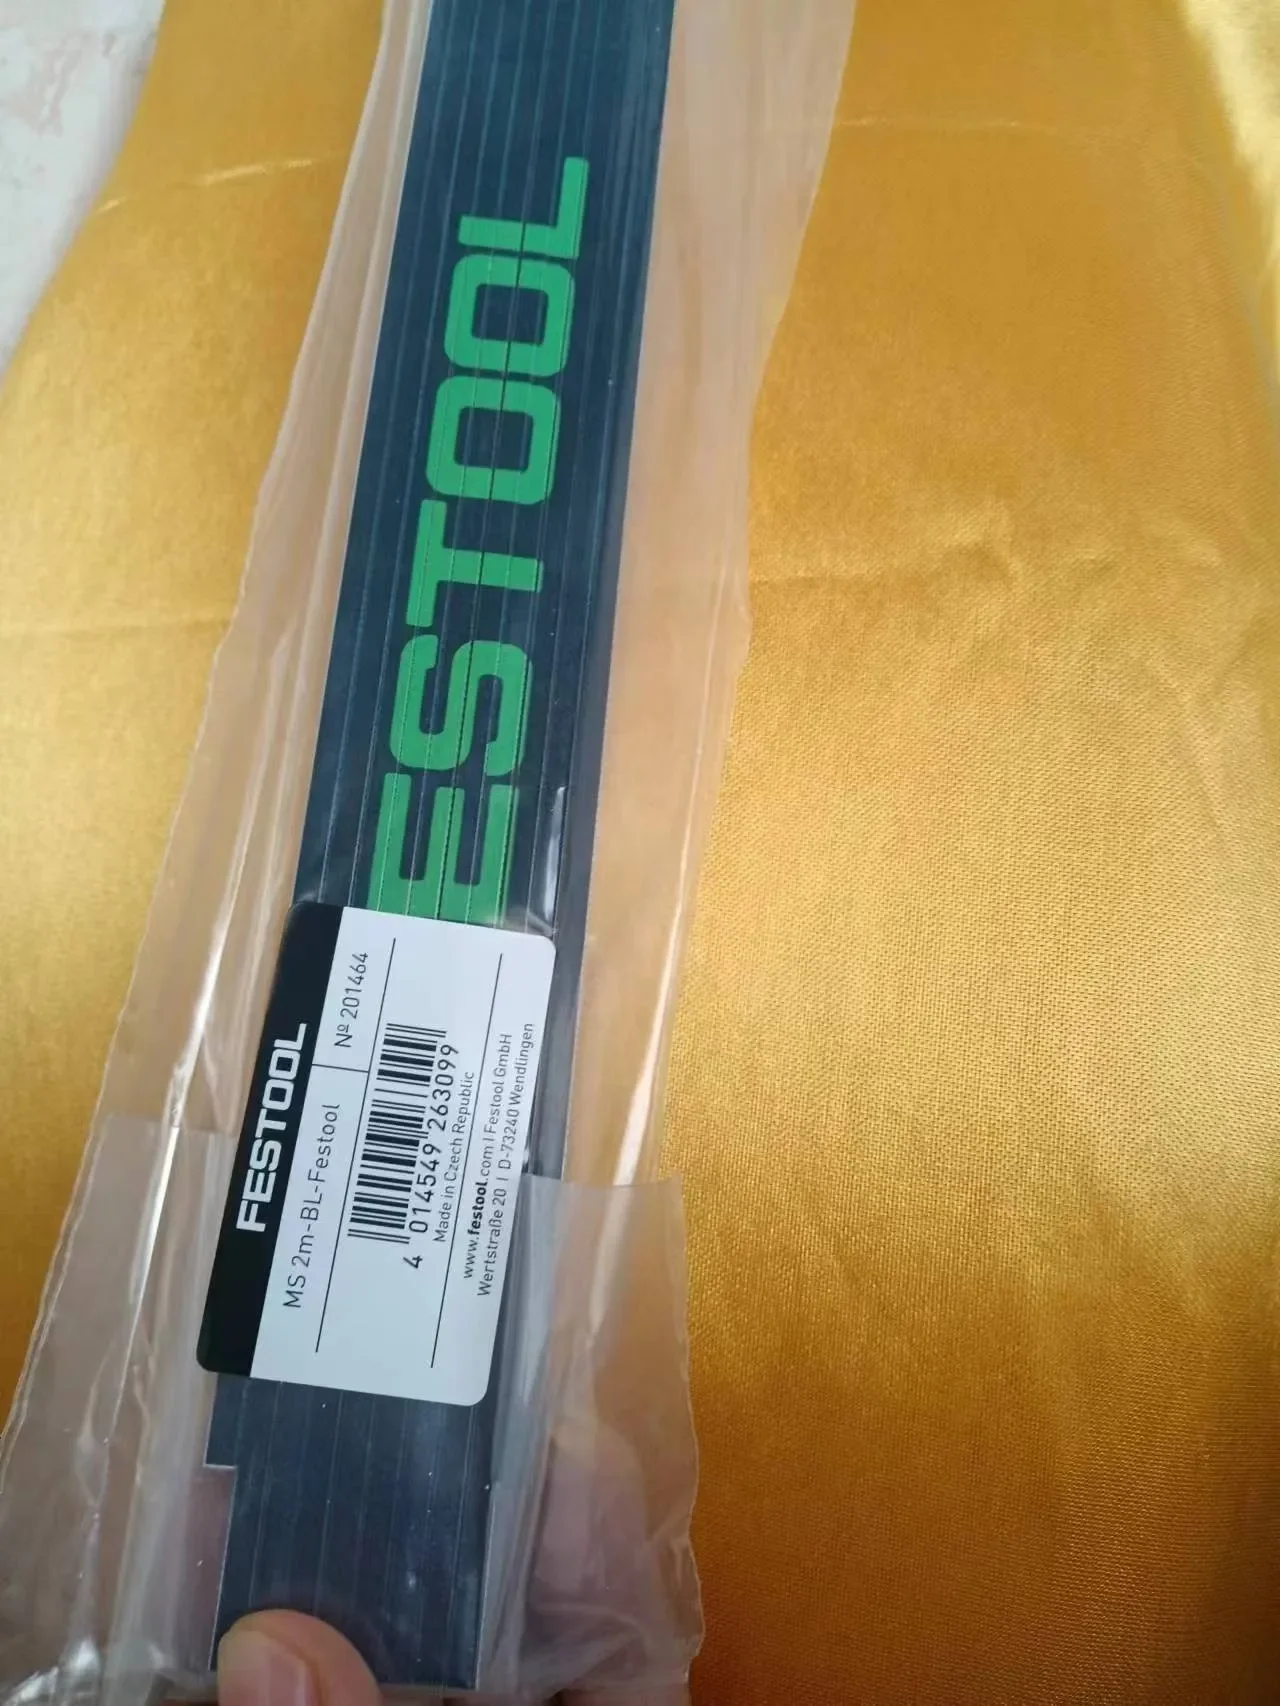 ESTOOL
FESTOOL
MS 2m-BL-Festool
Nº 201464
4 014549 263099
Made in Czech Republic
www.festool.com | Festool GmbH
Wertstraße 20 | D-73240 Wendlingen